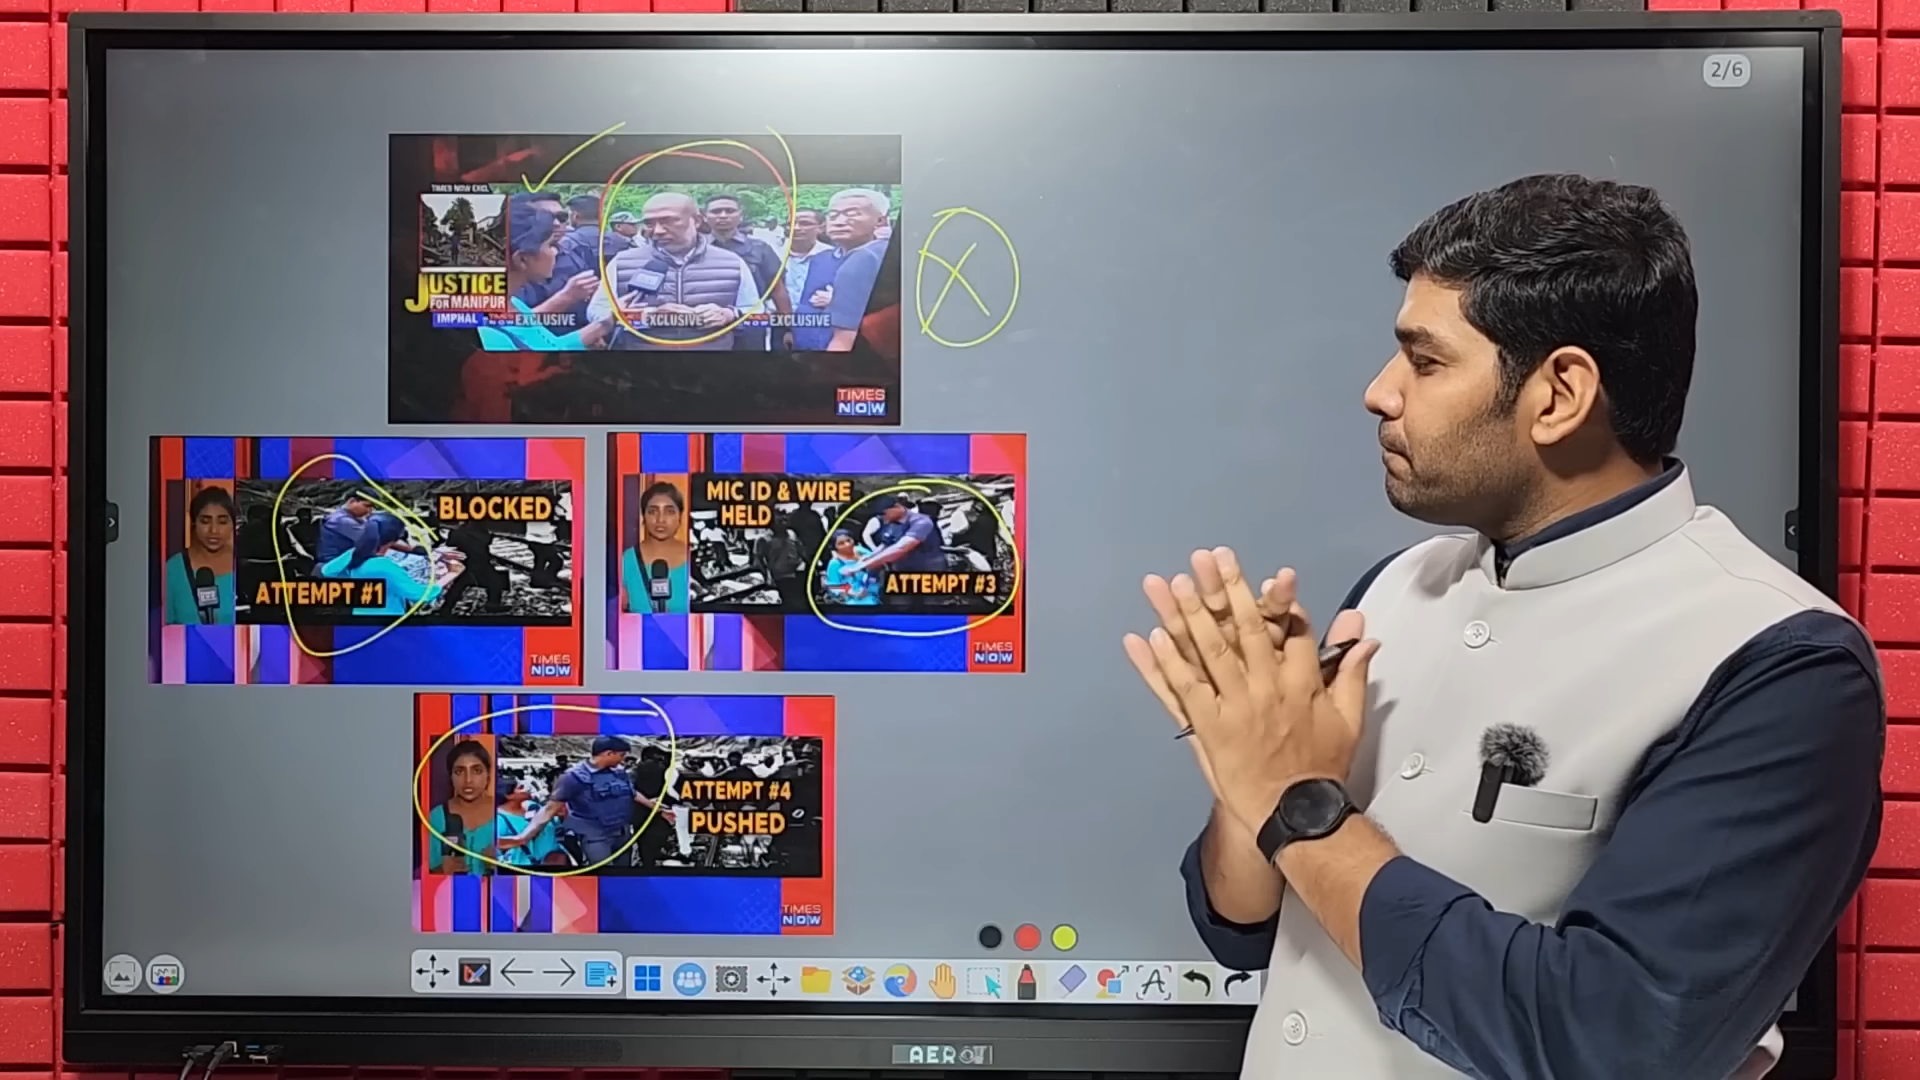 2/6
TIMES NOW EXCL
JUSTICE
FOR MANIPUR
IMPHAL
EXCLUSIVE
EXCLUSIVE
NOW EXCLUSIVE
TIMES
NOW
BLOCKED
ATTEMPT #1
TIMES
NOW
MIC ID & WIRE
HELD
ATTEMPT #3
TIMES
NOW
ATTEMPT #4
PUSHED
TIMES
NOW